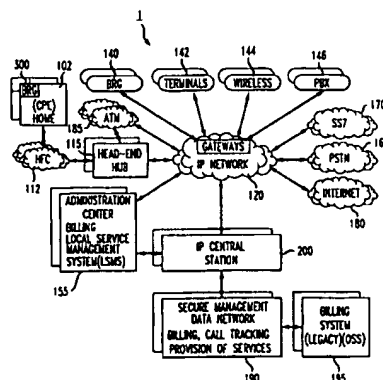 1
140
142
144
146
BRG
TERMINALS
WIRELESS
PBX
300
102
BRG
(CPE)
HOME
185
ATM
115
HEAD-END
HUB
HFC
112
GATEWAYS
IP NETWORK
120
170
SS7
PSTN
INTERNET
180
ADMINISTRATION
CENTER
BILLING
LOCAL SERVICE
MANAGEMENT
SYSTEM(LSMS)
155
IP CENTRAL
STATION
200
SECURE MANAGEMENT
DATA NETWORK
BILLING, CALL TRACKING
PROVISION OF SERVICES
190
BILLING
SYSTEM
(LEGACY)(OSS)
195